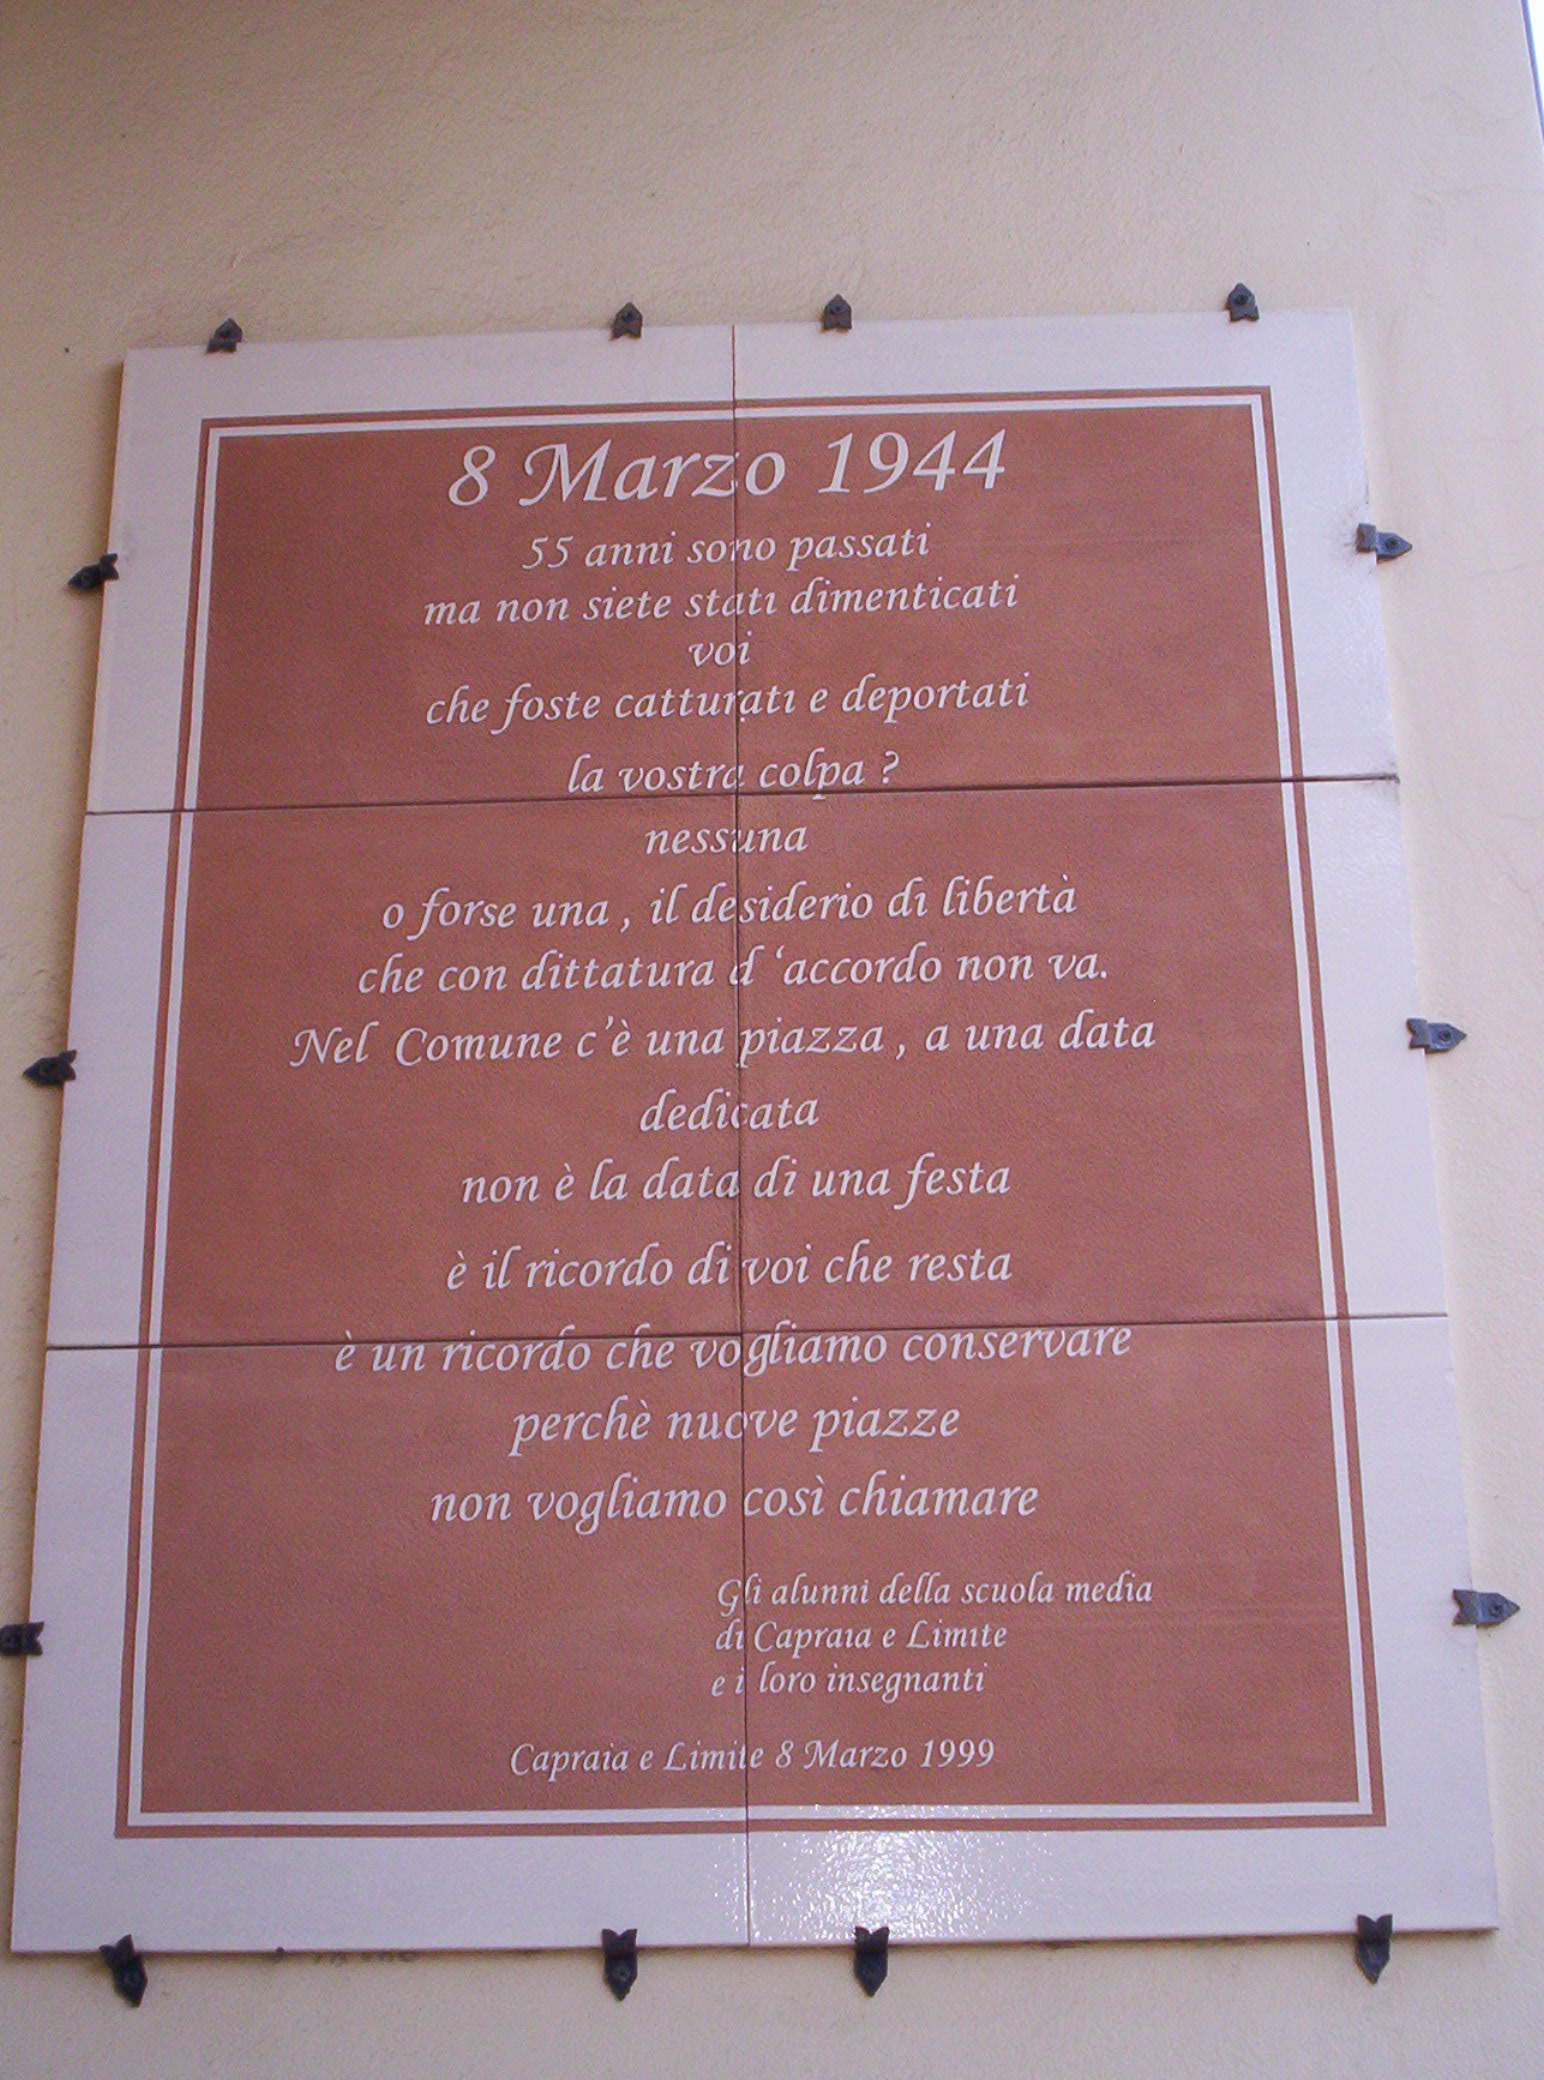 8 Marzo 1944
55 anni sono passati
ma non siete stati dimenticati
voi
che foste catturati e deportati
la vostra colpa ?
nessuna
o forse una , il desiderio di libertà
che con dittatura d ‘accordo non va.
Nel Comune c’è una piazza , a una data
dedicata
non è la data di una festa
è il ricordo di voi che resta
è un ricordo che vogliamo conservare
perchè nuove piazze
non vogliamo così chiamare
Gli alunni della scuola media
di Capraia e Limite
e i loro insegnanti
Capraia e Limite 8 Marzo 1999